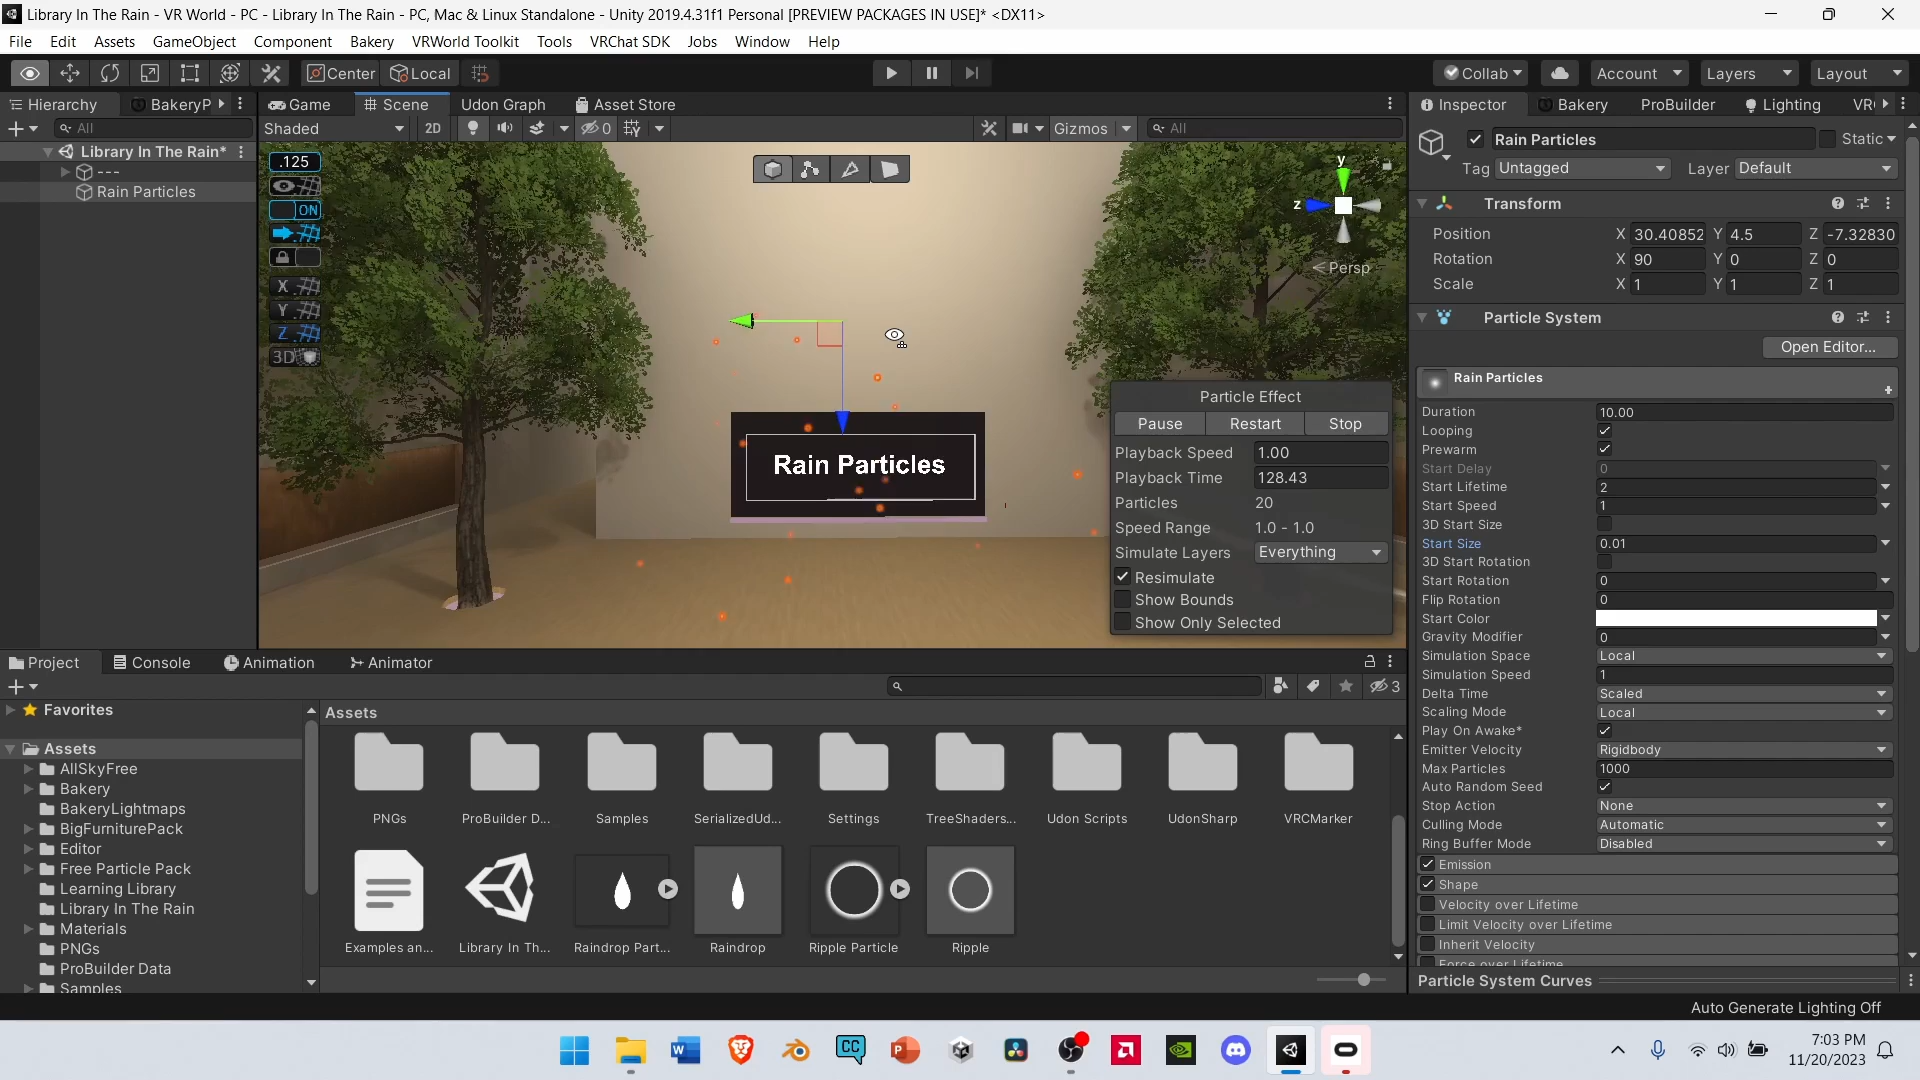 Library In The Rain - VR World - PC - Library In The Rain - PC, Mac & Linux Standalone - Unity 2019.4.31f1 Personal [PREVIEW PACKAGES IN USE]* <DX11>
File Edit Assets GameObject Component Bakery VRWorld Toolkit Tools VRChat SDK Jobs Window Help
Center Local Collab Account Layers Layout
Hierarchy BakeryP Game Scene Udon Graph Asset Store Inspector Bakery ProBuilder Lighting VR
All Shaded 2D 0 Gizmos All
Rain Particles Static
Library In The Rain*
---
Rain Particles
Tag Untagged Layer Default
.125
ON
X
Y
Z
3D
y
z
Persp
Transform
Position X 30.40852 Y 4.5 Z -7.32830
Rotation X 90 Y 0 Z 0
Scale X 1 Y 1 Z 1
Particle System
Open Editor...
Rain Particles
Rain Particles
Particle Effect
Pause Restart Stop
Playback Speed 1.00
Playback Time 128.43
Particles 20
Speed Range 1.0 - 1.0
Simulate Layers Everything
Resimulate
Show Bounds
Show Only Selected
Duration 10.00
Looping
Prewarm
Start Delay 0
Start Lifetime 2
Start Speed 1
3D Start Size
Start Size 0.01
3D Start Rotation
Start Rotation 0
Flip Rotation 0
Start Color
Gravity Modifier 0
Simulation Space Local
Simulation Speed 1
Delta Time Scaled
Scaling Mode Local
Play On Awake*
Emitter Velocity Rigidbody
Max Particles 1000
Auto Random Seed
Stop Action None
Culling Mode Automatic
Ring Buffer Mode Disabled
Emission
Shape
Velocity over Lifetime
Limit Velocity over Lifetime
Inherit Velocity
Force over Lifetime
Particle System Curves
Project Console Animation Animator
3
Favorites
Assets
AllSkyFree
Bakery
BakeryLightmaps
BigFurniturePack
Editor
Free Particle Pack
Learning Library
Library In The Rain
Materials
PNGs
ProBuilder Data
Samples
Assets
PNGs ProBuilder D... Samples SerializedUd... Settings TreeShaders... Udon Scripts UdonSharp VRCMarker
Examples an... Library In Th... Raindrop Part... Raindrop Ripple Particle Ripple
Auto Generate Lighting Off
W CC P
7:03 PM
11/20/2023